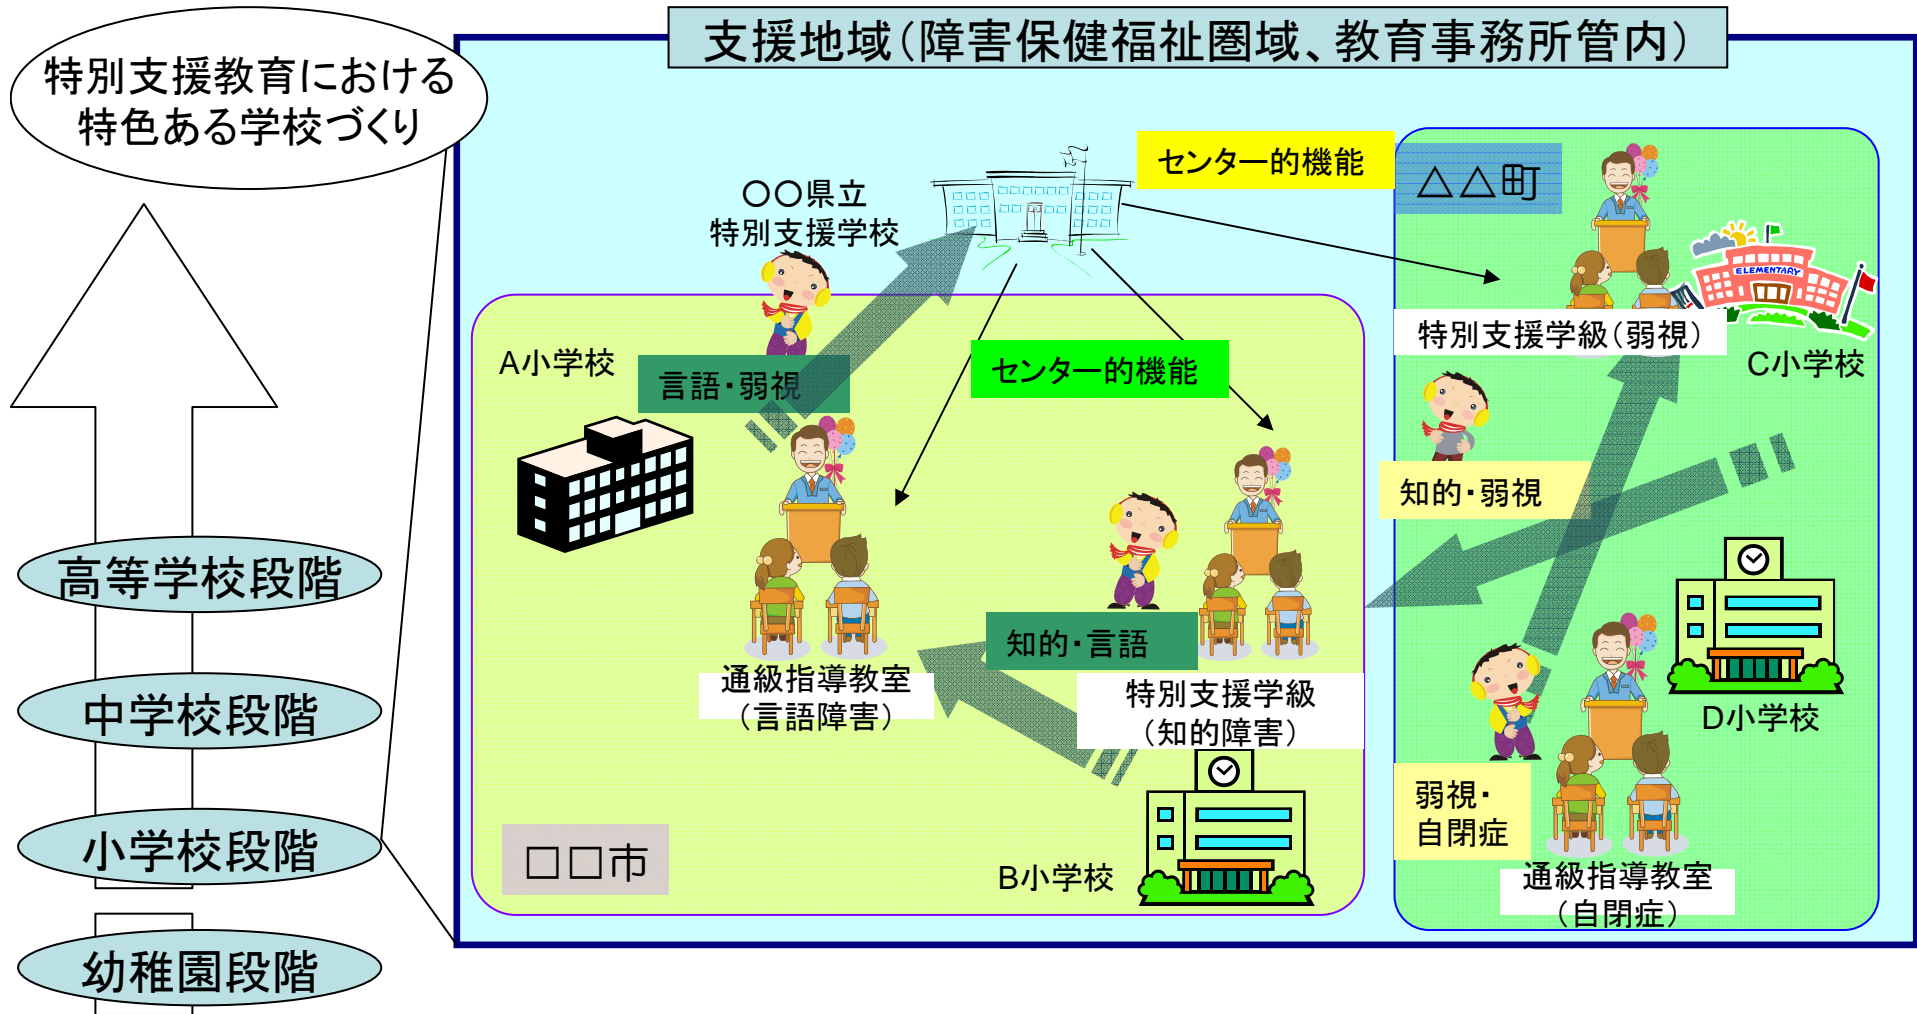 支援地域（障害保健福祉圏域、教育事務所管内）
特別支援教育における
特色ある学校づくり
センター的機能
△△町
〇〇県立
特別支援学校
ELEMENTARY
特別支援学級（弱視）
C小学校
A小学校
言語・弱視
センター的機能
知的・弱視
高等学校段階
知的・言語
通級指導教室
（言語障害）
特別支援学級
（知的障害）
D小学校
中学校段階
弱視・
自閉症
小学校段階
□□市
B小学校
通級指導教室
（自閉症）
幼稚園段階